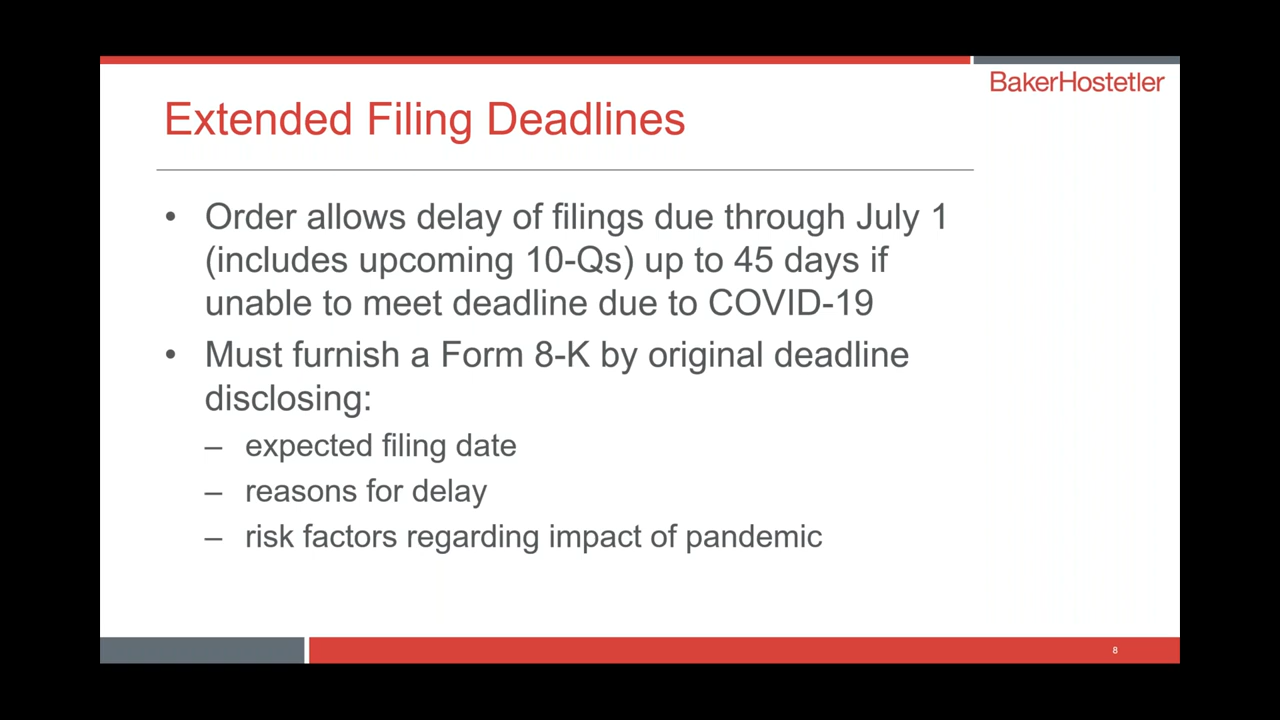 BakerHostetler
Extended Filing Deadlines
• Order allows delay of filings due through July 1
(includes upcoming 10-Qs) up to 45 days if
unable to meet deadline due to COVID-19
• Must furnish a Form 8-K by original deadline
disclosing:
– expected filing date
– reasons for delay
– risk factors regarding impact of pandemic
8